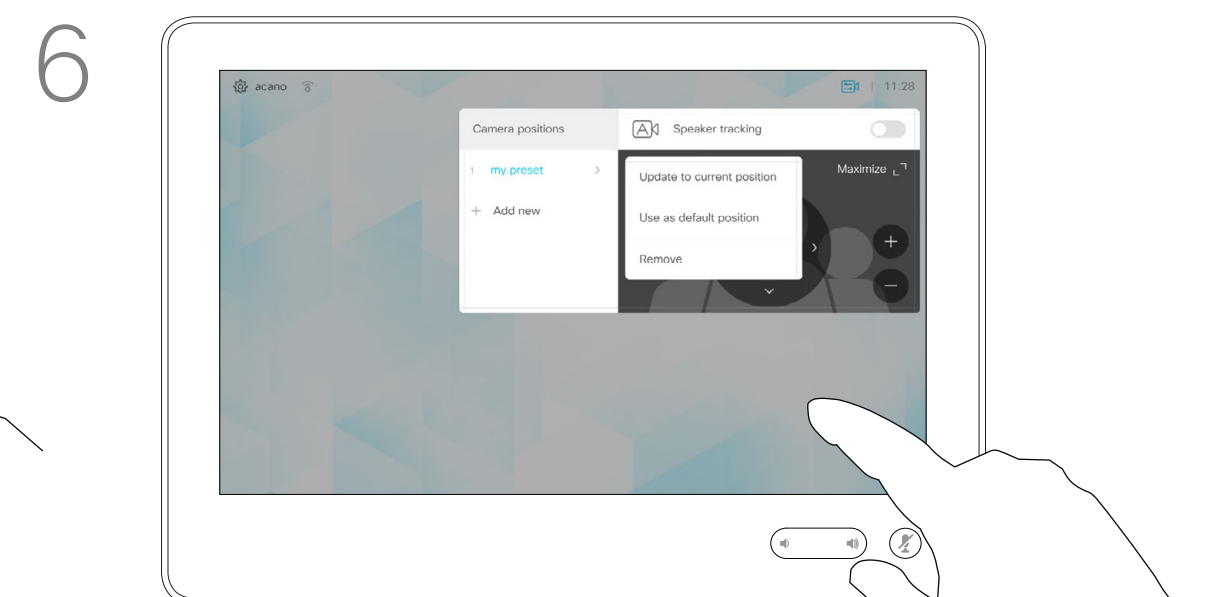 6
acano
11:28
Camera positions
Speaker tracking
1 my preset
Maximize
Update to current position
+ Add new
Use as default position
Remove